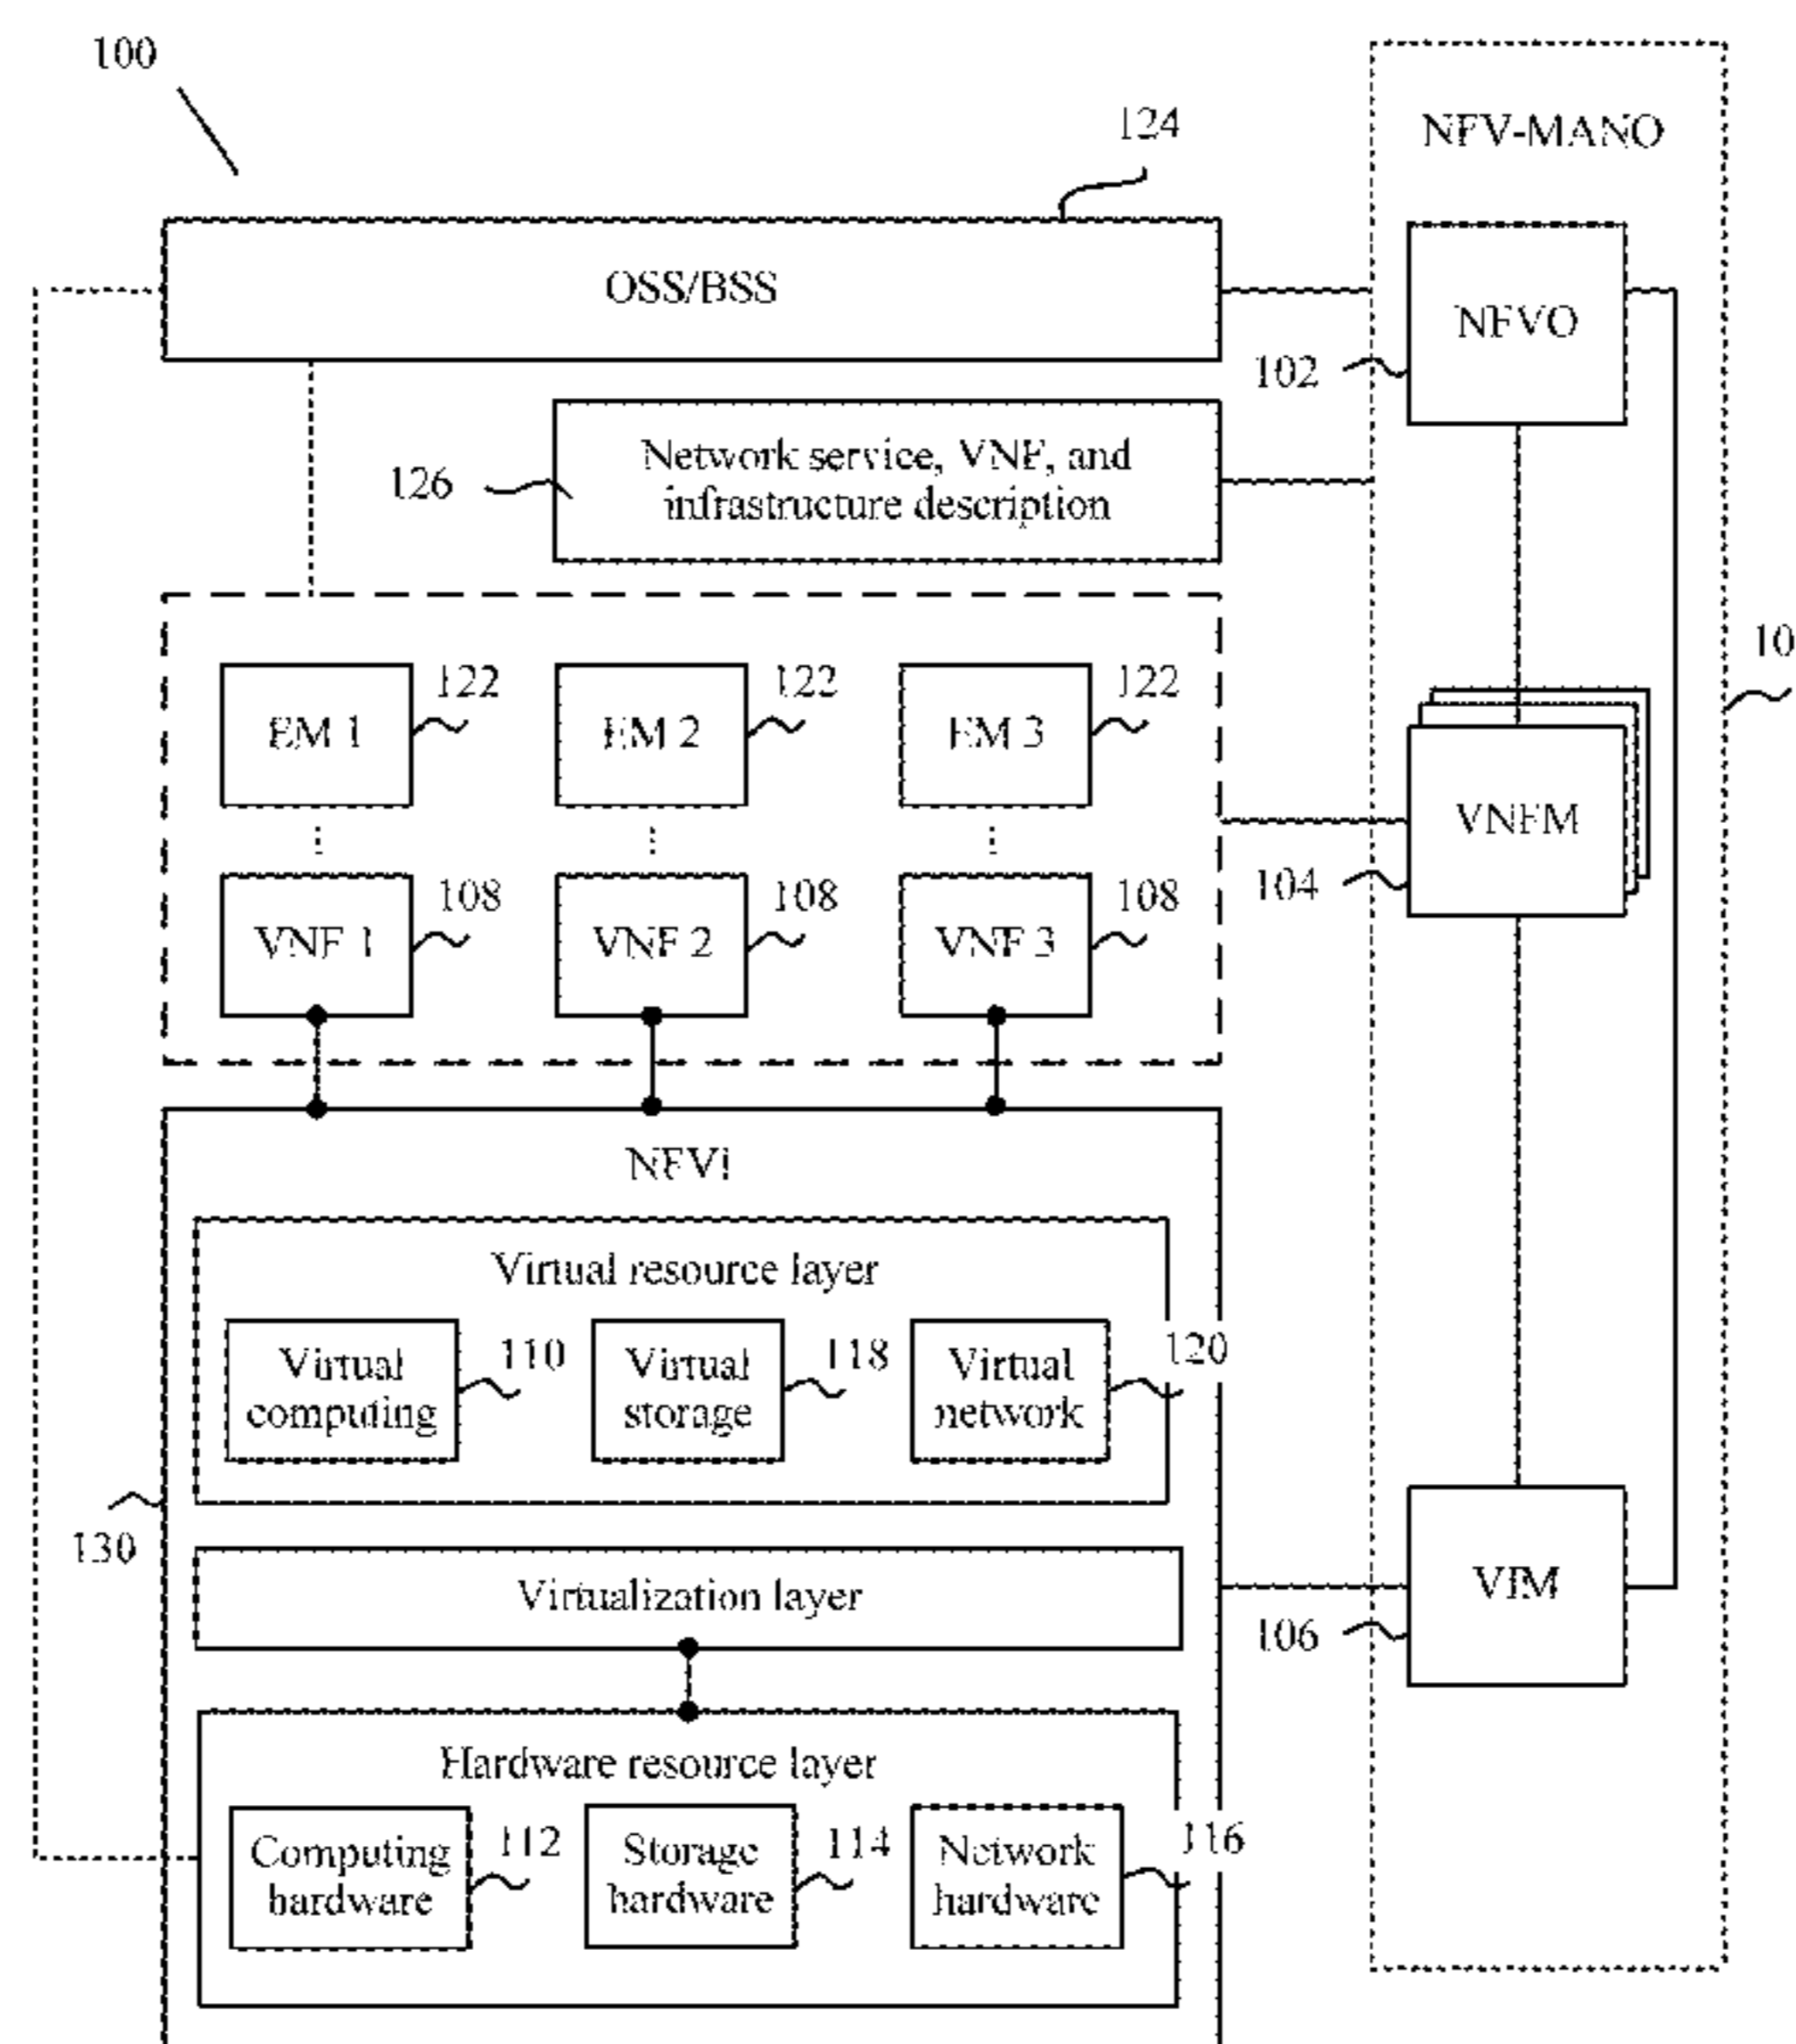 100
124
NFV-MANO
OSS/BSS
NFVO
102
Network service, VNF, and
infrastructure description
126
10
EM 1
122
EM 2
122
EM 3
122
VNFM
104
VNF 1
108
VNF 2
108
VNF 3
108
NFVI
Virtual resource layer
Virtual
computing
110
Virtual
storage
118
Virtual
network
120
130
Virtualization layer
VIM
106
Hardware resource layer
Computing
hardware
112
Storage
hardware
114
Network
hardware
116